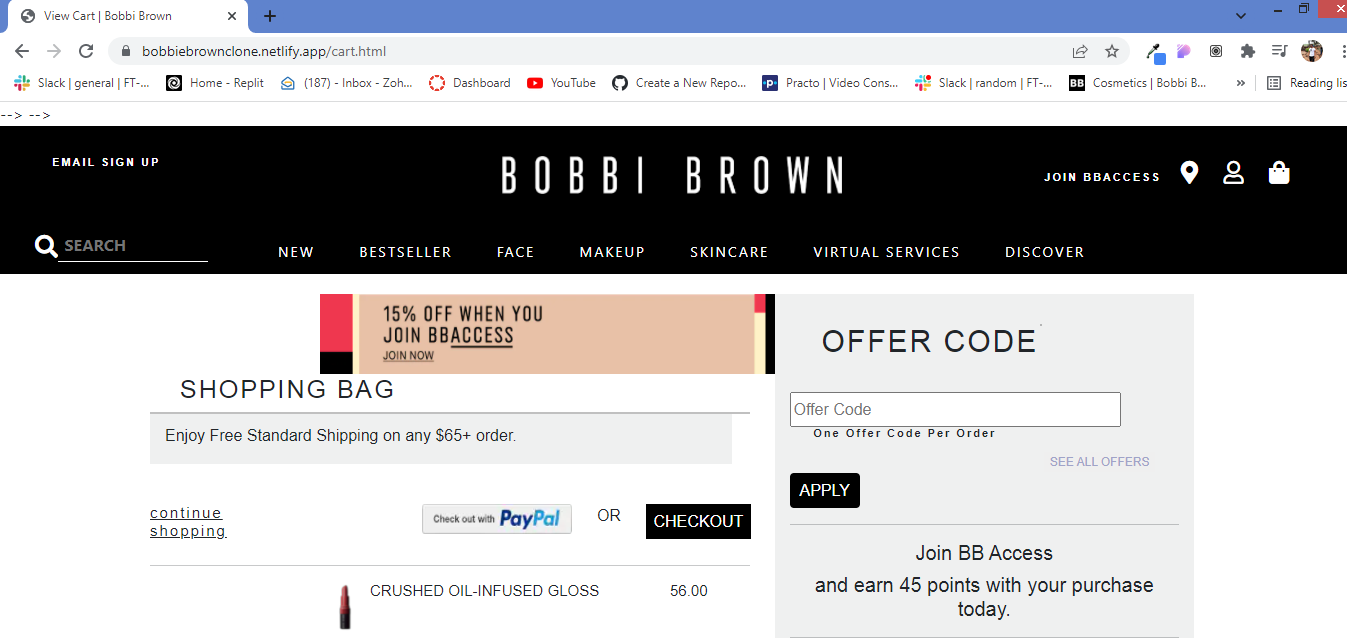 View Cart | Bobbi Brown
bobbiebrownclone.netlify.app/cart.html
Slack | general | FT-...
Home - Replit
(187) - Inbox - Zoh...
Dashboard
YouTube
Create a New Repo...
Practo | Video Cons...
Slack | random | FT-...
BB
Cosmetics | Bobbi B...
»
Reading lis
--> -->
EMAIL SIGN UP
BOBBI BROWN
JOIN BBACCESS
SEARCH
NEW
BESTSELLER
FACE
MAKEUP
SKINCARE
VIRTUAL SERVICES
DISCOVER
15% OFF WHEN YOU
JOIN BBACCESS
JOIN NOW
SHOPPING BAG
Enjoy Free Standard Shipping on any $65+ order.
continue
shopping
Check out with PayPal
OR
CHECKOUT
CRUSHED OIL-INFUSED GLOSS
56.00
OFFER CODE
Offer Code
One Offer Code Per Order
SEE ALL OFFERS
APPLY
Join BB Access
and earn 45 points with your purchase
today.